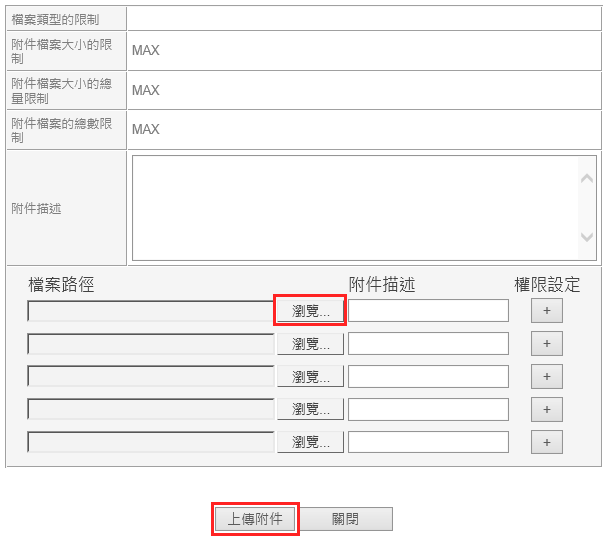 檔案類型的限制
附件檔案大小的限
制
MAX
附件檔案大小的總
量限制
MAX
附件檔案的總數限
制
MAX
附件描述
檔案路徑 附件描述 權限設定
瀏覽... +
瀏覽... +
瀏覽... +
瀏覽... +
瀏覽... +
上傳附件 關閉